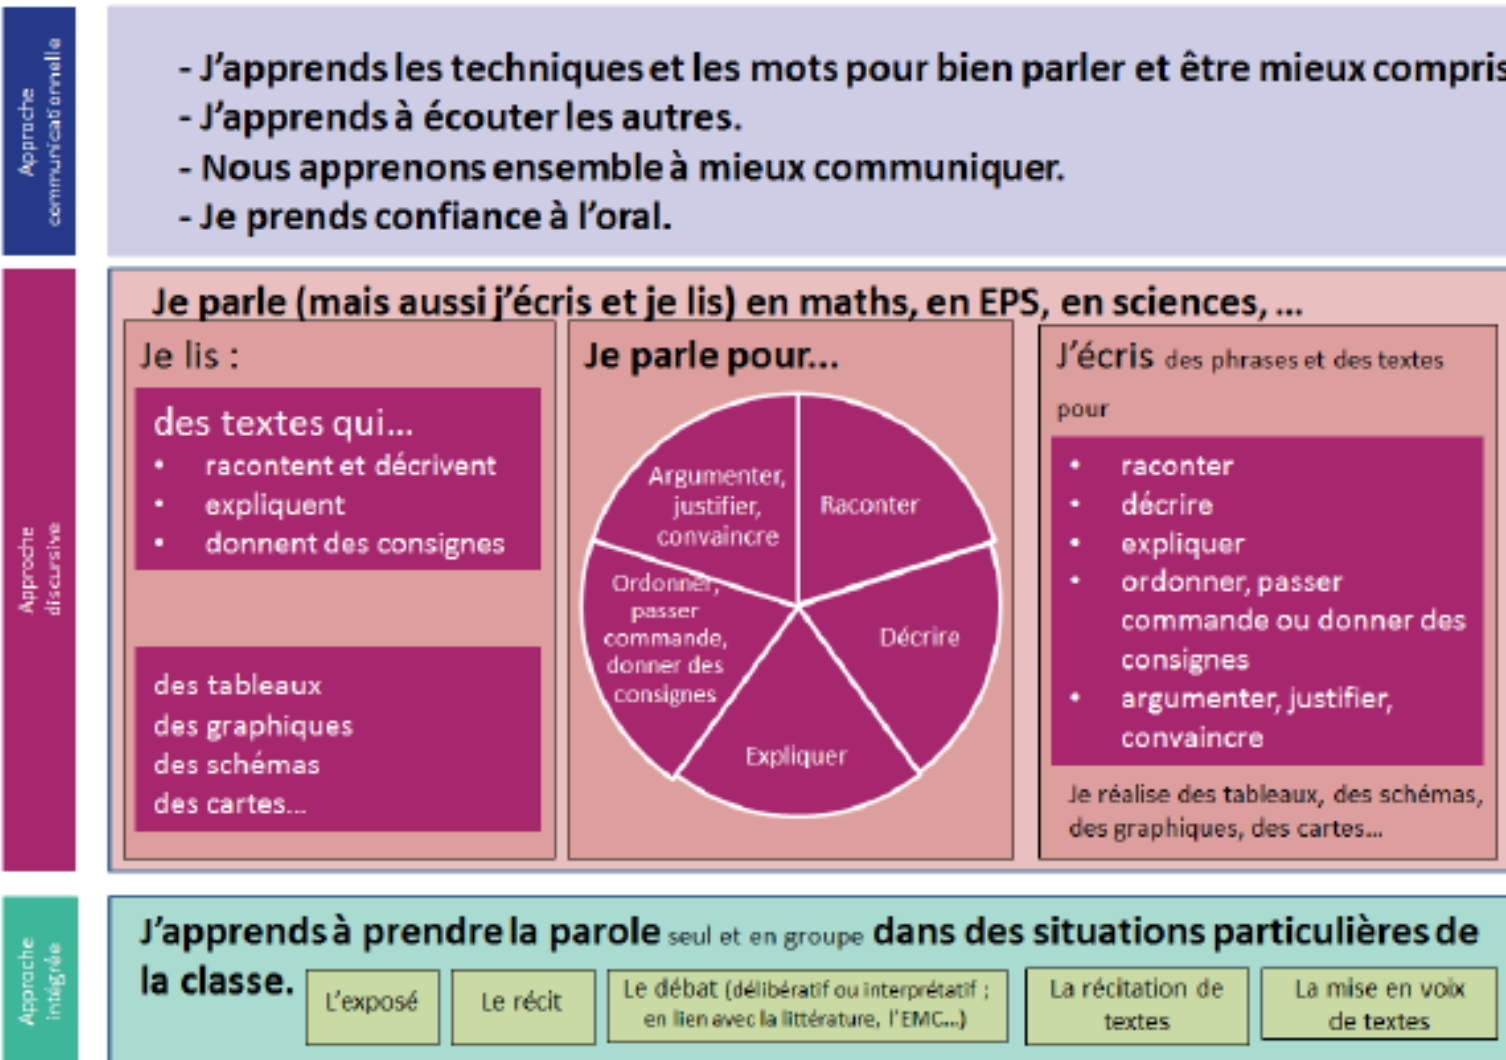 Approche
communicationnelle
- J'apprends les techniques et les mots pour bien parler et être mieux compris
- J'apprends à écouter les autres.
- Nous apprenons ensemble à mieux communiquer.
- Je prends confiance à l'oral.
Approche
discursive
Je parle (mais aussi j'écris et je lis) en maths, en EPS, en sciences, ...
Je lis :
des textes qui...
• racontent et décrivent
• expliquent
• donnent des consignes
des tableaux
des graphiques
des schémas
des cartes...
Je parle pour...
Argumenter,
justifier,
convaincre
Raconter
Ordonner,
passer
commande,
donner des
consignes
Décrire
Expliquer
J'écris des phrases et des textes
pour
• raconter
• décrire
• expliquer
• ordonner, passer
commande ou donner des
consignes
• argumenter, justifier,
convaincre
Je réalise des tableaux, des schémas,
des graphiques, des cartes...
Approche
intégrée
J'apprends à prendre la parole seul et en groupe dans des situations particulières de
la classe.
L'exposé
Le récit
Le débat (délibératif ou interprétatif ;
en lien avec la littérature, l'EMC...)
La récitation de
textes
La mise en voix
de textes